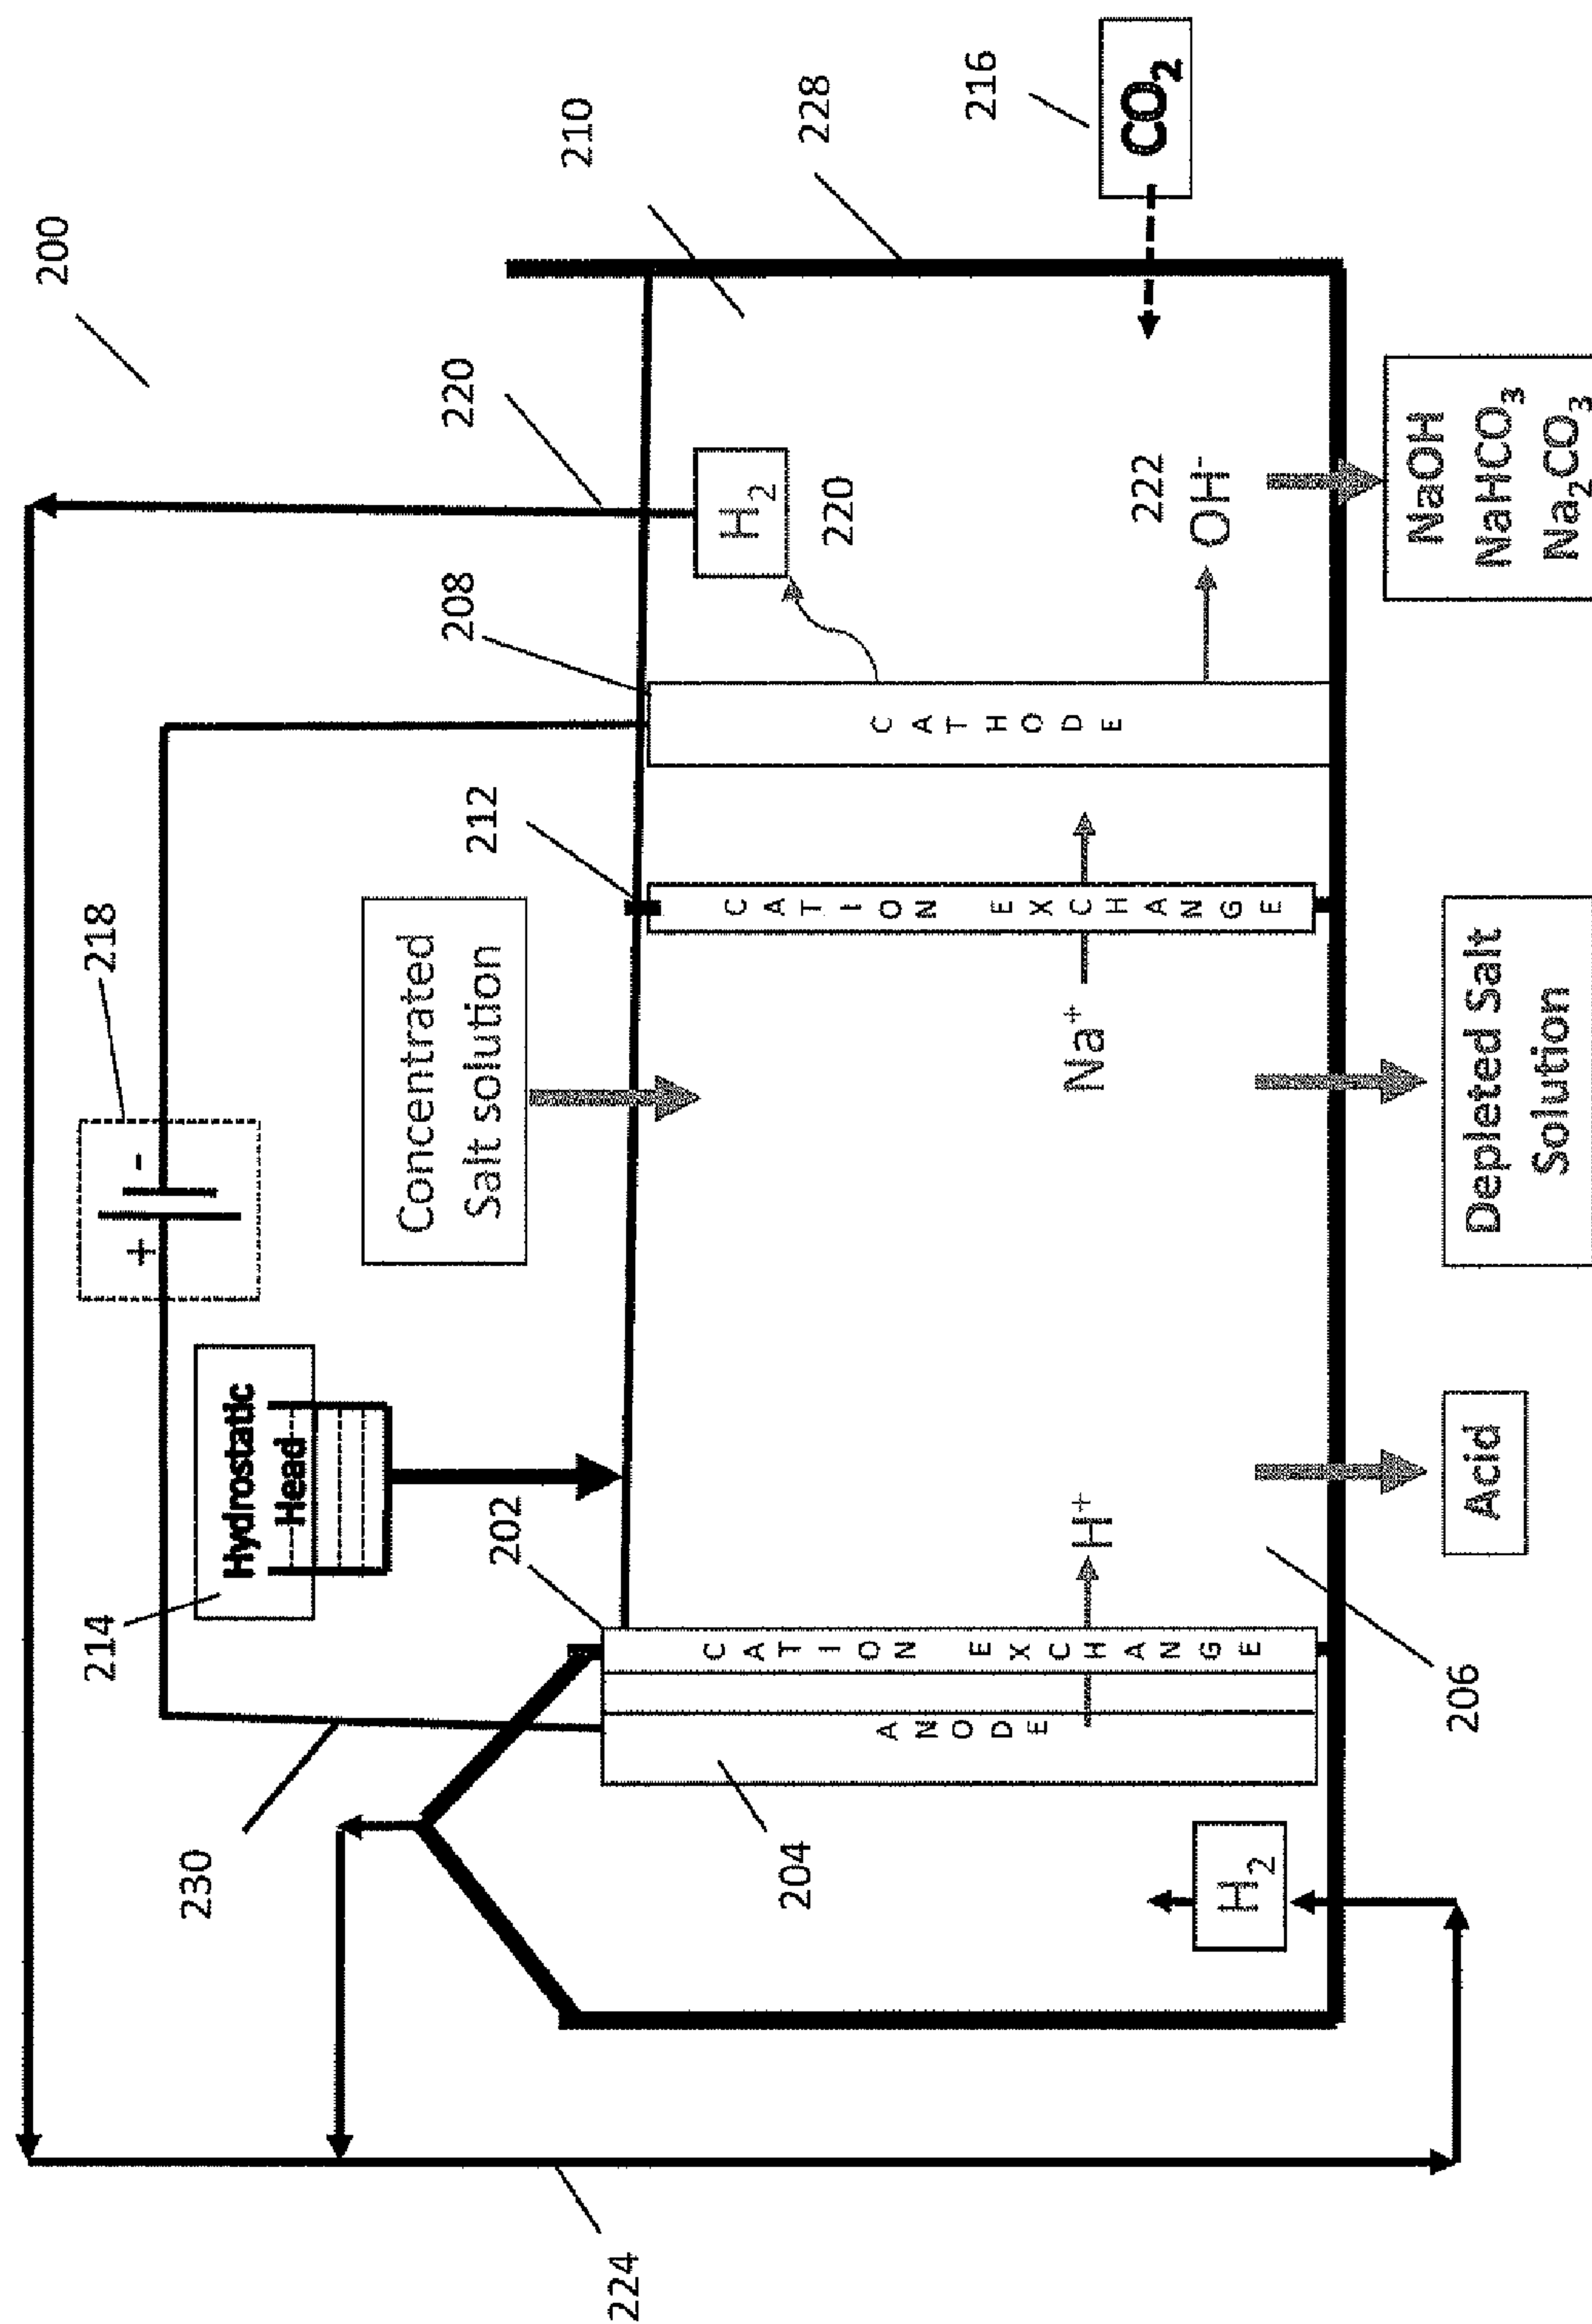 200
220
210
228
216
CO₂
218
+ -
214
Hydrostatic
Head
Concentrated
Salt solution
230
202
212
208
H₂
220
224
204
ANODE
CATION EXCHANGE
CATION EXCHANGE
CATHODE
H⁺
Na⁺
222
OH⁻
H₂
206
Acid
Depleted Salt
Solution
NaOH
NaHCO₃
Na₂CO₃